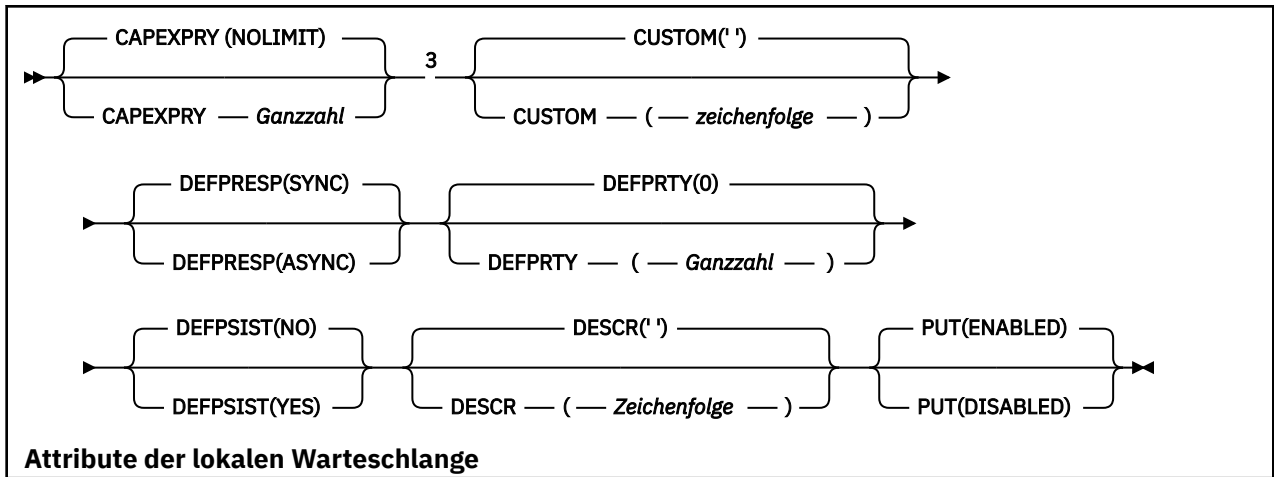 CAPEXPRY (NOLIMIT)
CAPEXPRY Ganzzahl
3
CUSTOM(' ')
CUSTOM ( zeichenfolge )
DEFPRESP(SYNC)
DEFPRESP(ASYNC)
DEFPRTY(0)
DEFPRTY ( Ganzzahl )
DEFPSIST(NO)
DEFPSIST(YES)
DESCR(' ')
DESCR ( Zeichenfolge )
PUT(ENABLED)
PUT(DISABLED)
Attribute der lokalen Warteschlange